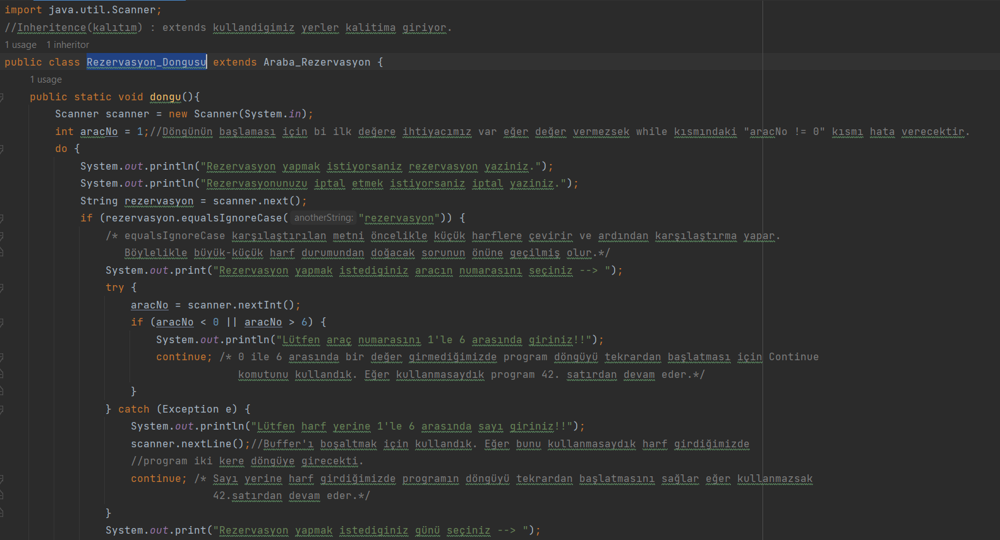 import java.util.Scanner;
//Inheritence(kalıtım) : extends kullandigimiz yerler kalitima giriyor.
1 usage 1 inheritor
public class Rezervasyon_Dongusu extends Araba_Rezervasyon {
1 usage
public static void dongu(){
Scanner scanner = new Scanner(System.in);
int aracNo = 1;//Döngünün başlaması için bi ilk değere ihtiyacımız var eğer değer vermezsek while kısmındaki "aracNo != 0" kısmı hata verecektir.
do {
System.out.println("Rezervasyon yapmak istiyorsaniz rezervasyon yaziniz.");
System.out.println("Rezervasyonunuzu iptal etmek istiyorsaniz iptal yaziniz.");
String rezervasyon = scanner.next();
if (rezervasyon.equalsIgnoreCase( anotherString: "rezervasyon")) {
/* equalsIgnoreCase karşılaştırılan metni öncelikle küçük harflere çevirir ve ardından karşılaştırma yapar.
Böylelikle büyük-küçük harf durumundan doğacak sorunun önüne geçilmiş olur.*/
System.out.print("Rezervasyon yapmak istediginiz aracın numarasını seçiniz --> ");
try {
aracNo = scanner.nextInt();
if (aracNo < 0 || aracNo > 6) {
System.out.println("Lütfen araç numarasını 1'le 6 arasında giriniz!!");
continue; /* 0 ile 6 arasında bir değer girmediğimizde program döngüyü tekrardan başlatması için Continue
komutunu kullandık. Eğer kullanmasaydık program 42. satırdan devam eder.*/
}
} catch (Exception e) {
System.out.println("Lütfen harf yerine 1'le 6 arasında sayı giriniz!!");
scanner.nextLine();//Buffer'ı boşaltmak için kullandık. Eğer bunu kullanmasaydık harf girdiğimizde
//program iki kere döngüye girecekti.
continue; /* Sayı yerine harf girdiğimizde programın döngüyü tekrardan başlatmasını sağlar eğer kullanmazsak
42.satırdan devam eder.*/
}
System.out.print("Rezervasyon yapmak istediginiz günü seçiniz --> ");